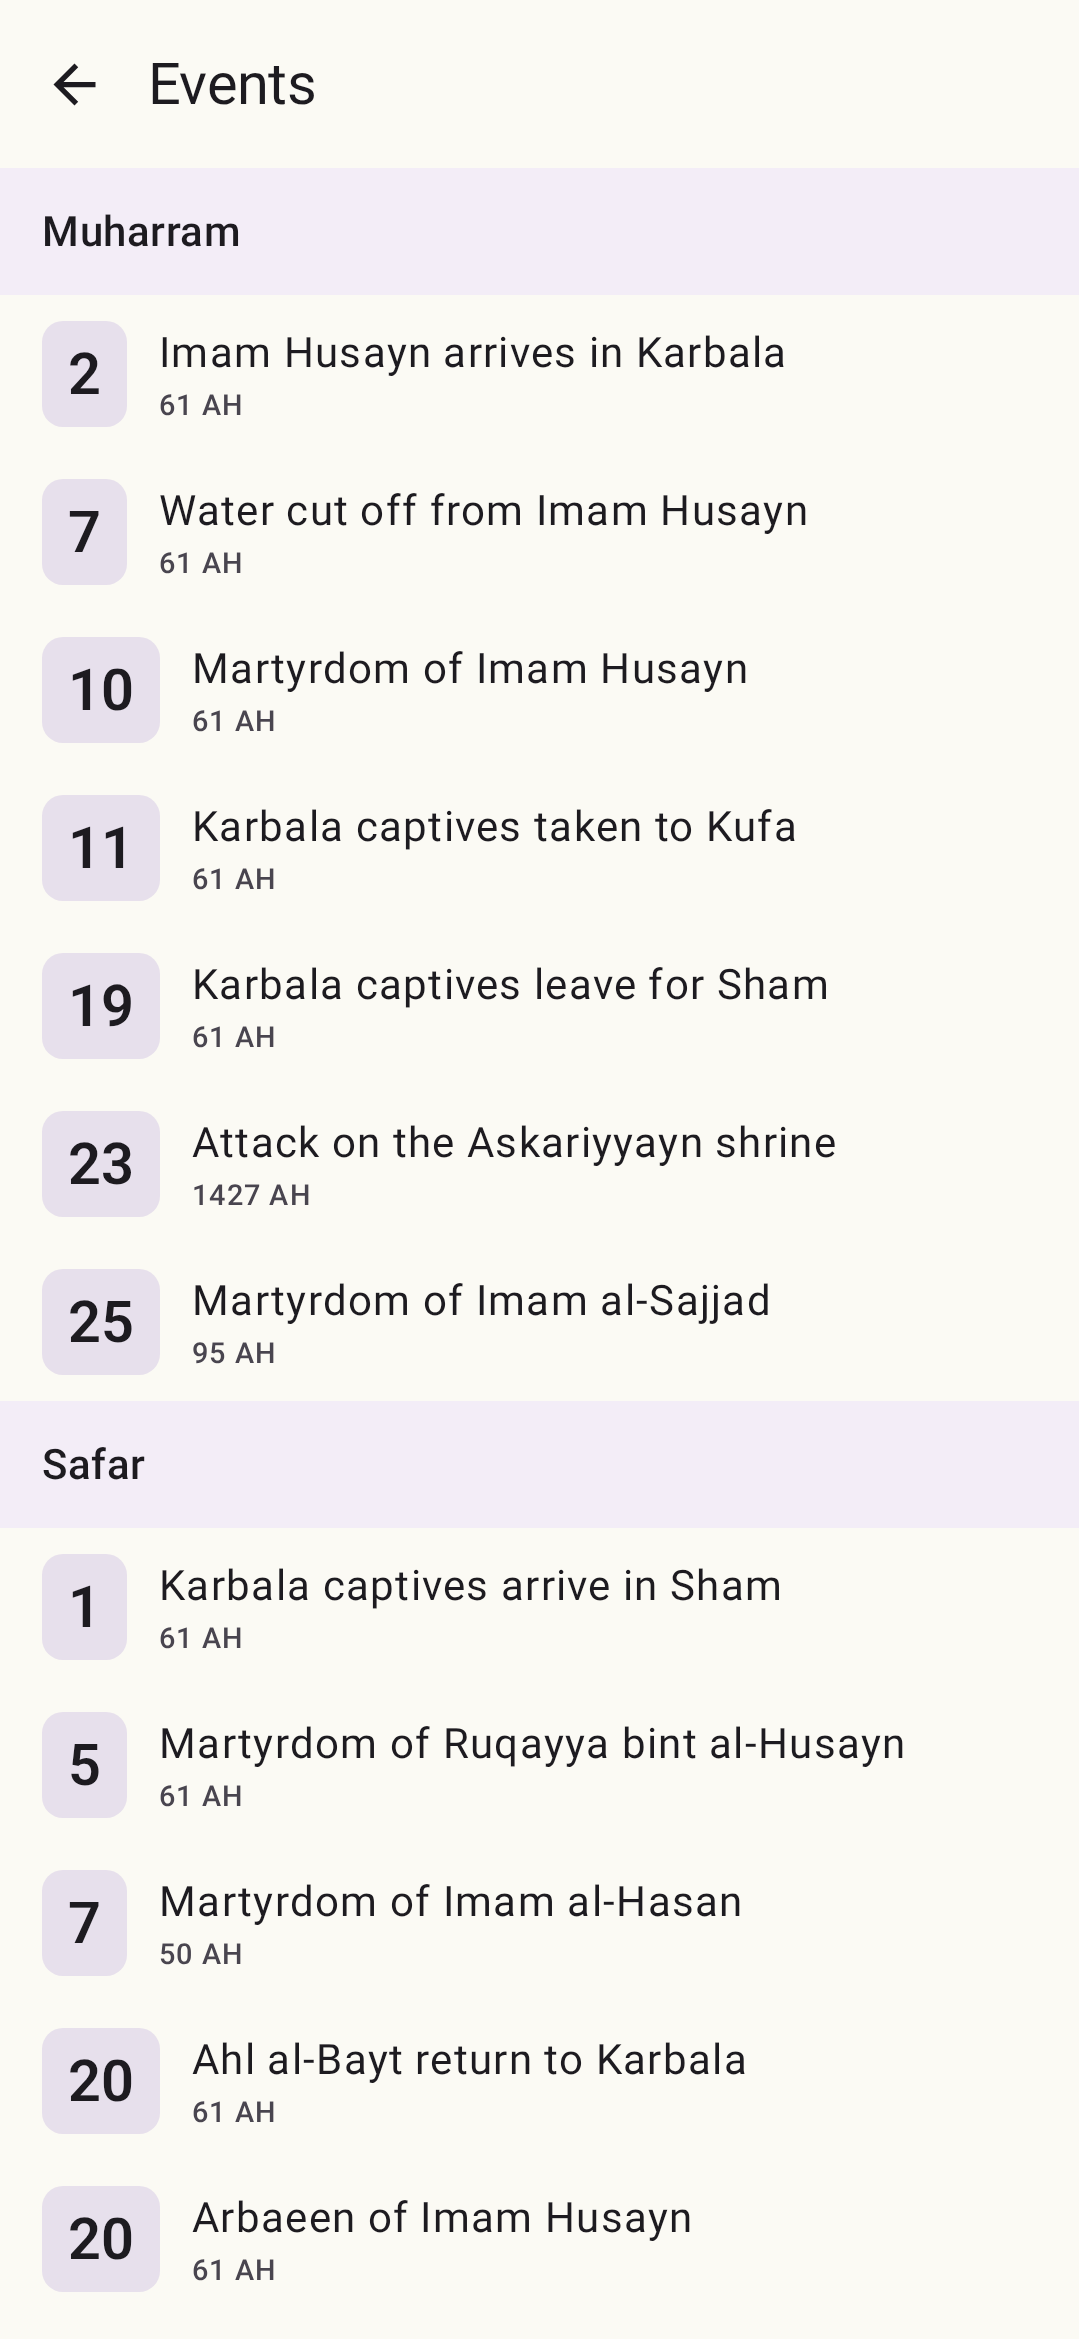 Events
Muharram
2
Imam Husayn arrives in Karbala
61 AH
7
Water cut off from Imam Husayn
61 AH
10
Martyrdom of Imam Husayn
61 AH
11
Karbala captives taken to Kufa
61 AH
19
Karbala captives leave for Sham
61 AH
23
Attack on the Askariyyayn shrine
1427 AH
25
Martyrdom of Imam al-Sajjad
95 AH
Safar
1
Karbala captives arrive in Sham
61 AH
5
Martyrdom of Ruqayya bint al-Husayn
61 AH
7
Martyrdom of Imam al-Hasan
50 AH
20
Ahl al-Bayt return to Karbala
61 AH
20
Arbaeen of Imam Husayn
61 AH